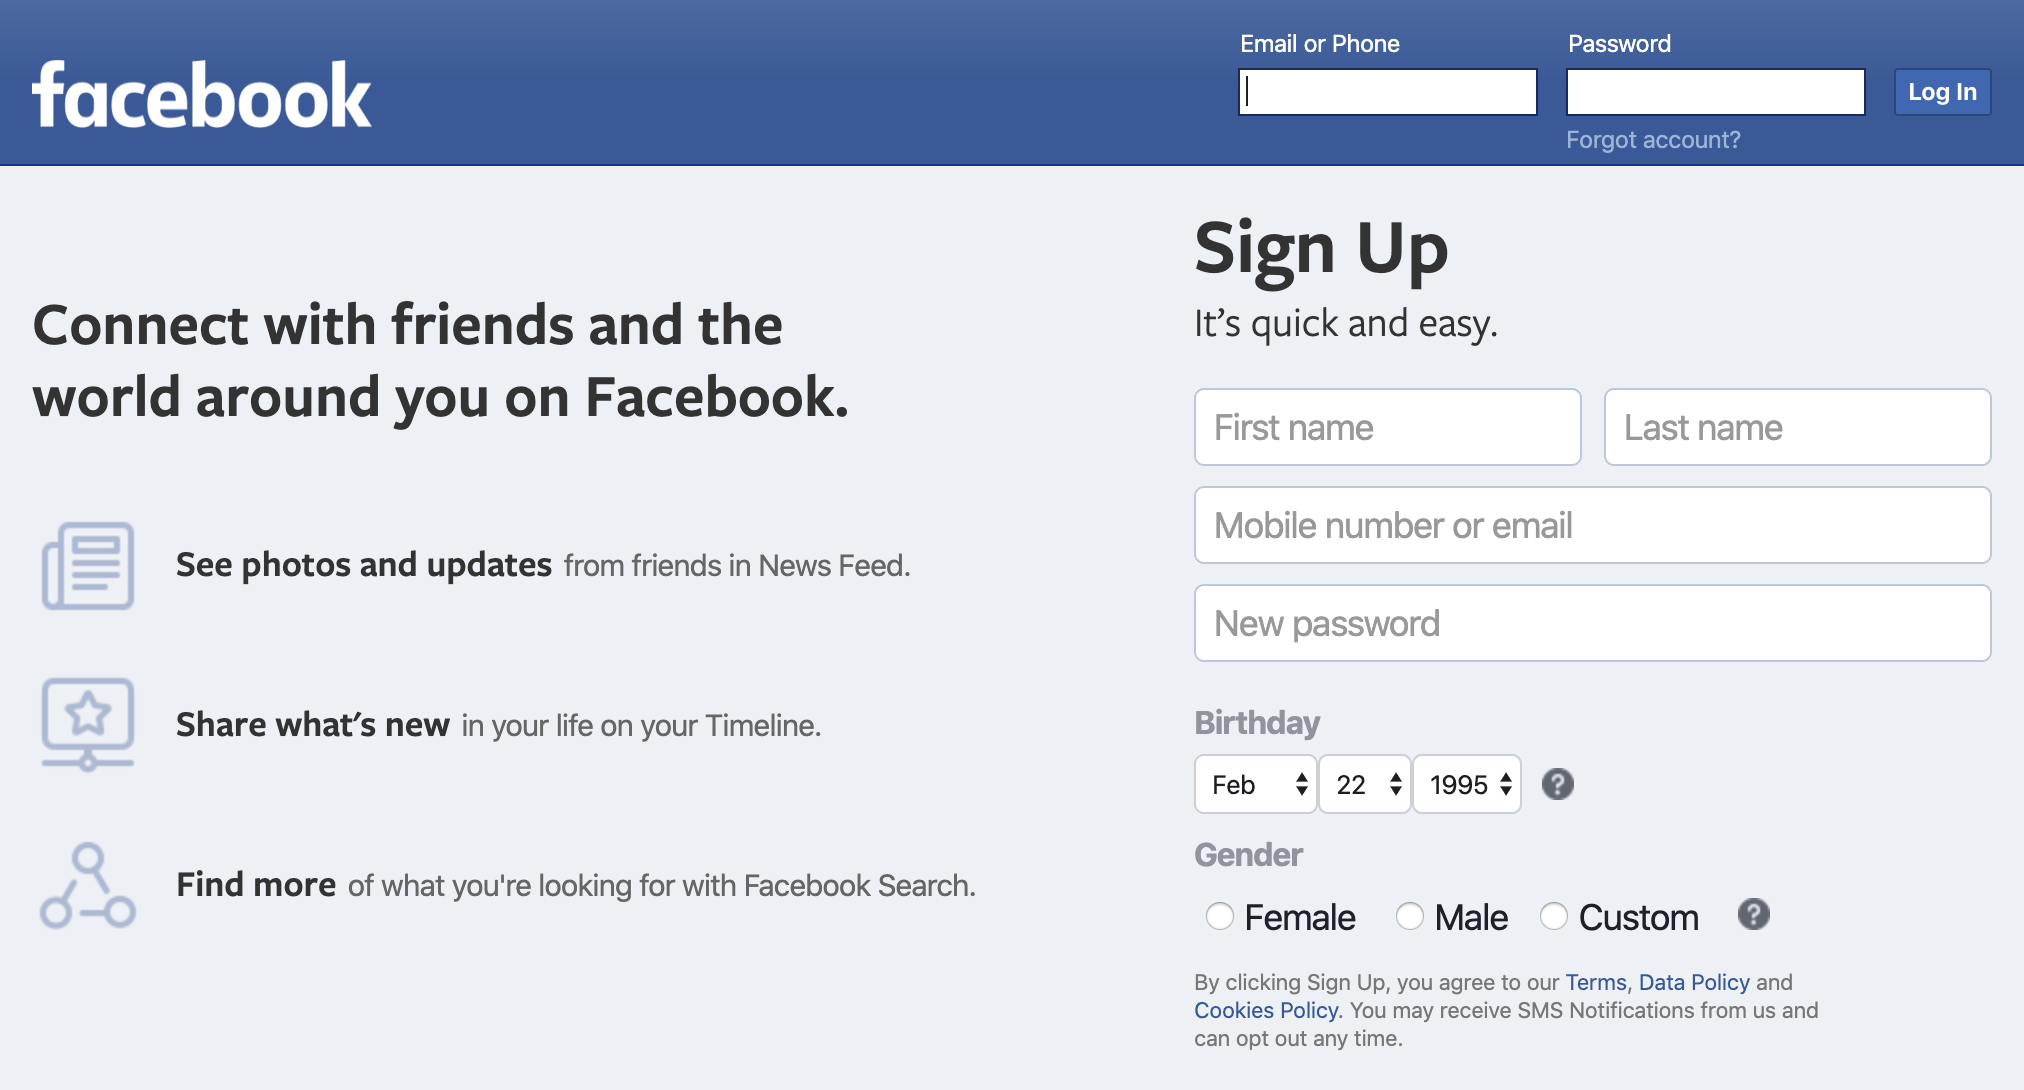 facebook
Email or Phone
Password
Log In
Forgot account?
Connect with friends and the
world around you on Facebook.
See photos and updates from friends in News Feed.
Share what's new in your life on your Timeline.
Find more of what you're looking for with Facebook Search.
Sign Up
It’s quick and easy.
First name
Last name
Mobile number or email
New password
Birthday
Feb 22 1995 ?
Gender
Female Male Custom ?
By clicking Sign Up, you agree to our Terms, Data Policy and
Cookies Policy. You may receive SMS Notifications from us and
can opt out any time.